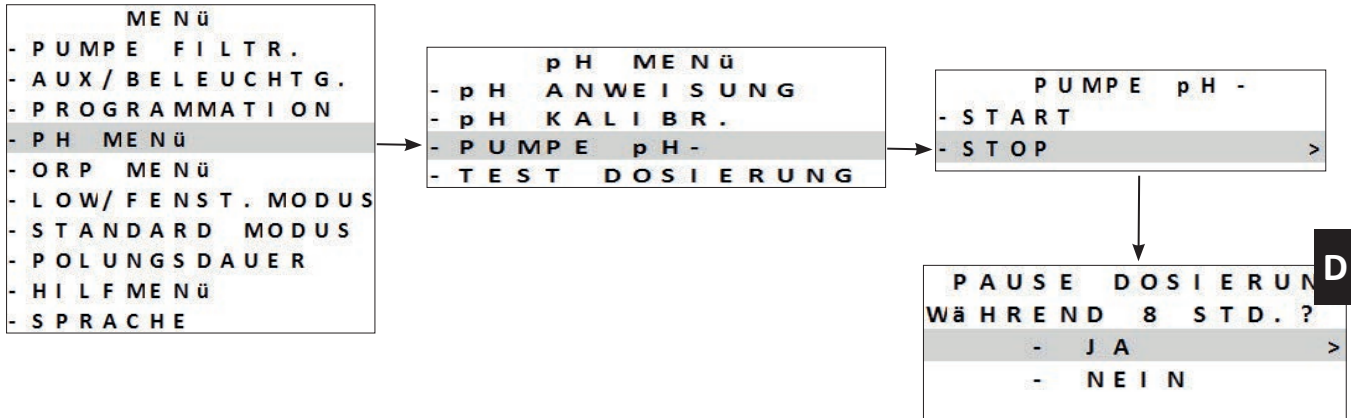 MENü
- PUMPE FILTR.
- AUX/BELEUCHTG.
- PROGRAMMATION
- PH MENü
- ORP MENü
- LOW/FENST.MODUS
- STANDARD MODUS
- POLUNGSDAUER
- HILFMENü
- SPRACHE
pH MENü
- pH ANWEISUNG
- pH KALIBR.
- PUMPE pH-
- TEST DOSIERUNG
PUMPE pH -
- START
- STOP >
PAUSE DOSIERUN
WäHREND 8 STD.?
- JA >
- NEIN
D